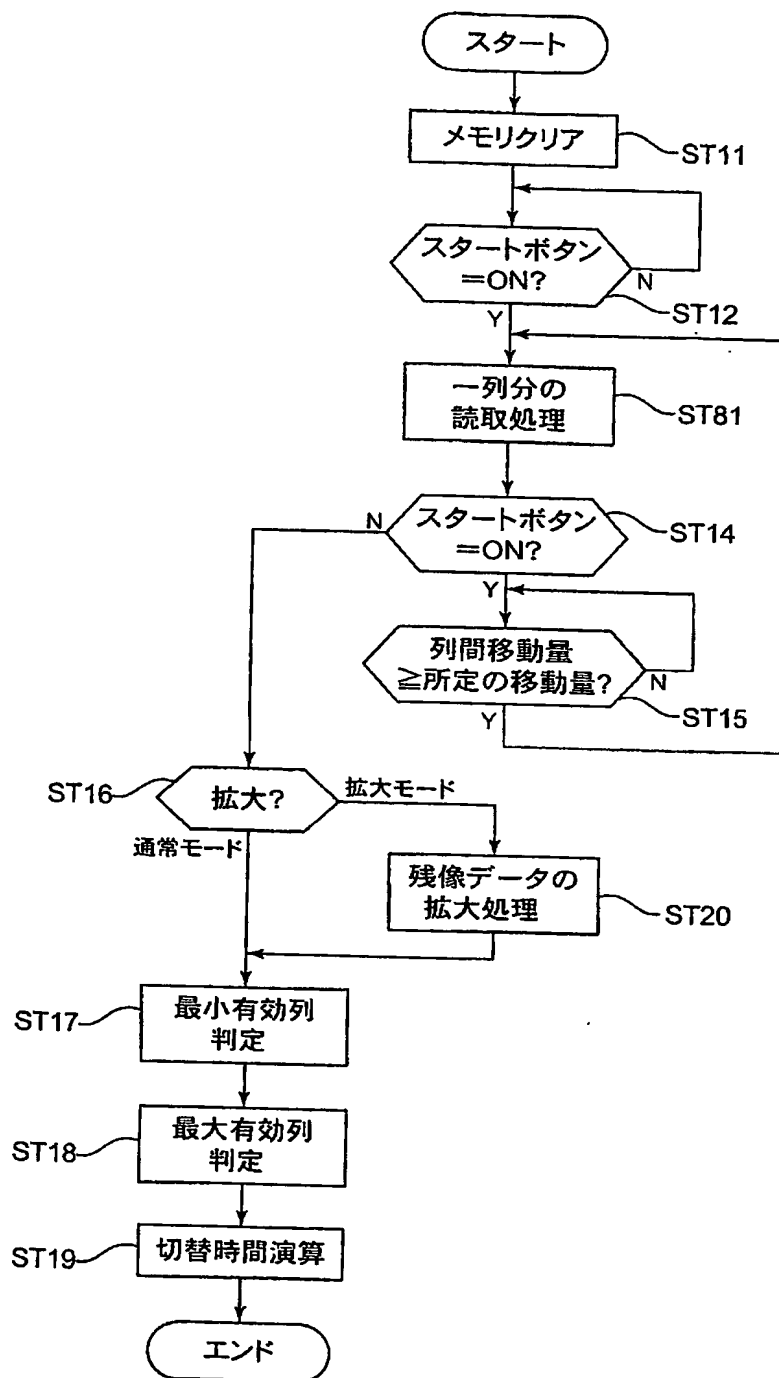 スタート
メモリクリア
ST11
スタートボタン
=ON?
N
ST12
Y
一列分の
読取処理
ST81
N
スタートボタン
=ON?
ST14
Y
列間移動量
≧所定の移動量?
N
ST15
Y
ST16
拡大?
拡大モード
通常モード
残像データの
拡大処理
ST20
ST17
最小有効列
判定
ST18
最大有効列
判定
ST19
切替時間演算
エンド